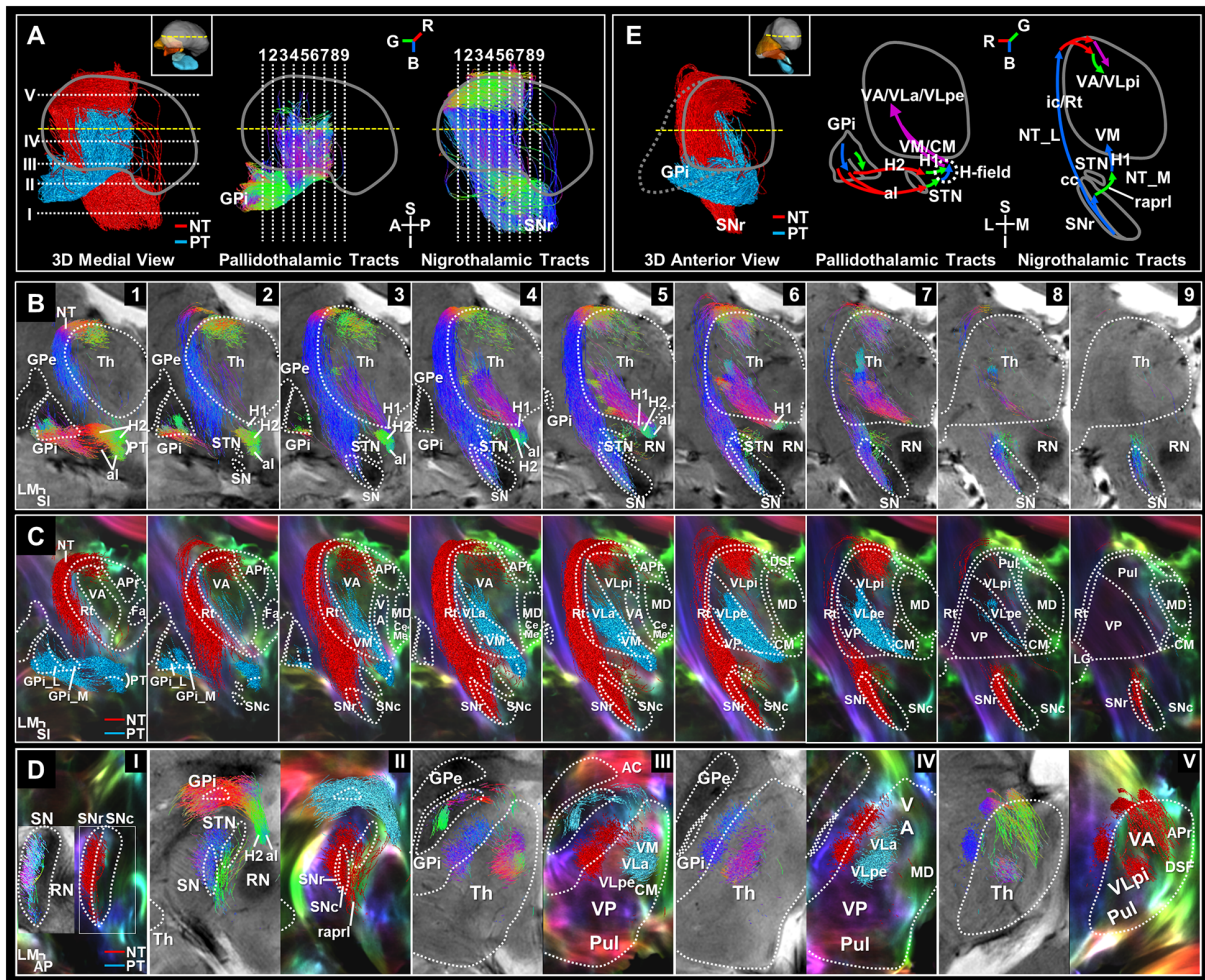 A
R
G
B
123456789
123456789
V
IV
III
II
I
GPi
SNr
S
A P
I
NT
PT
3D Medial View
Pallidothalamic Tracts
Nigrothalamic Tracts
E
G
R
B
VA/VLa/VLpe
VA/VLpi
ic/Rt
GPi
NT_L
VM
VM/CM
GPi
H2
H1
H-field
STN
H1
al
STN
cc
NT_M
raprl
SNr
SNr
S
L M
I
NT
PT
3D Anterior View
Pallidothalamic Tracts
Nigrothalamic Tracts
B
1
NT
GPe
Th
H2
PT
GPi
al
LM
SI
2
GPe
Th
H1
H2
STN
GPi
al
SN
3
Th
GPe
H1
H2
STN
GPi
al
SN
4
Th
GPe
H1
STN
al
GPi
H2
SN
5
Th
H1
H2
al
GPi
STN
RN
SN
6
Th
H1
STN
RN
SN
7
Th
RN
8
Th
RN
SN
9
Th
RN
SN
C
NT
APr
VA
Rt
Fa
PT
GPi_L
GPi_M
LM
SI
NT
PT
APr
VA
Rt
Fa
GPi_L
GPi_M
SNc
APr
VA
Rt
V
A
MD
VM
SNr
SNc
APr
VA
Rt
VLa
MD
Ce
Me
VM
SNr
SNc
APr
VLpi
Rt
VLa
VA
MD
Ce
Me
VM
SNr
SNc
DSF
VLpi
Rt
VLpe
MD
VP
CM
SNr
SNc
VLpi
Rt
VLpe
MD
VP
CM
SNr
SNc
Pul
VLpi
Rt
VLpe
MD
VP
CM
SNr
SNc
Pul
Rt
MD
VP
CM
LG
SNr
SNc
D
I
SN
SNr
SNc
RN
LM
AP
NT
PT
GPi
STN
H2
al
SN
RN
Th
II
SNr
SNc
raprl
GPe
GPi
Th
III
AC
VM
VLa
VLpe
CM
VP
Pul
GPe
GPi
Th
IV
V
A
VLa
VLpe
MD
VP
Pul
Th
V
VA
APr
VLpi
DSF
Pul